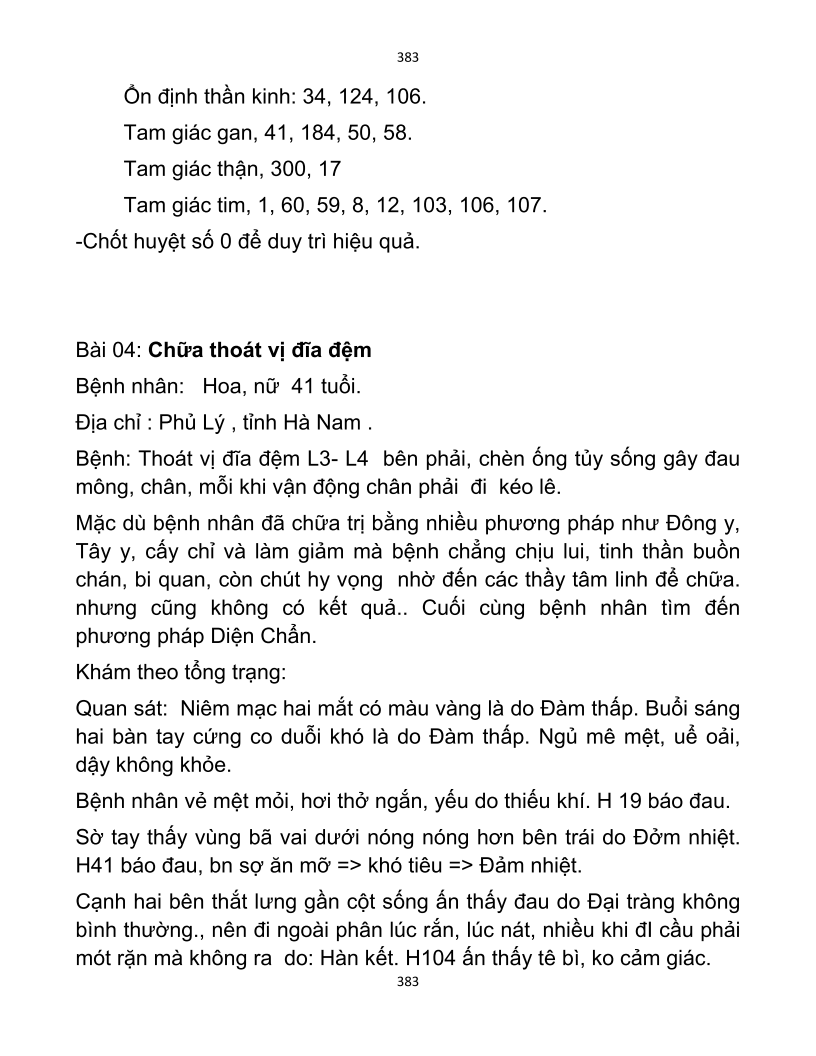 383
Ổn định thần kinh: 34, 124, 106.
Tam giác gan, 41, 184, 50, 58.
Tam giác thận, 300, 17
Tam giác tim, 1, 60, 59, 8, 12, 103, 106, 107.
-Chốt huyệt số 0 để duy trì hiệu quả.
Bài 04: Chữa thoát vị đĩa đệm
Bệnh nhân:   Hoa, nữ  41 tuổi.
Địa chỉ : Phủ Lý , tỉnh Hà Nam .
Bệnh: Thoát vị đĩa đệm L3- L4  bên phải, chèn ống tủy sống gây đau
mông, chân, mỗi khi vận động chân phải  đi  kéo lê.
Mặc dù bệnh nhân đã chữa trị bằng nhiều phương pháp như Đông y,
Tây y, cấy chỉ và làm giảm mà bệnh chẳng chịu lui, tinh thần buồn
chán, bi quan, còn chút hy vọng  nhờ đến các thầy tâm linh để chữa.
nhưng cũng không có kết quả.. Cuối cùng bệnh nhân tìm đến
phương pháp Diện Chẩn.
Khám theo tổng trạng:
Quan sát:  Niêm mạc hai mắt có màu vàng là do Đàm thấp. Buổi sáng
hai bàn tay cứng co duỗi khó là do Đàm thấp. Ngủ mê mệt, uể oải,
dậy không khỏe.
Bệnh nhân vẻ mệt mỏi, hơi thở ngắn, yếu do thiếu khí. H 19 báo đau.
Sờ tay thấy vùng bã vai dưới nóng nóng hơn bên trái do Đởm nhiệt.
H41 báo đau, bn sợ ăn mỡ => khó tiêu => Đảm nhiệt.
Cạnh hai bên thắt lưng gần cột sống ấn thấy đau do Đại tràng không
bình thường., nên đi ngoài phân lúc rắn, lúc nát, nhiều khi đI cầu phải
mót rặn mà không ra  do: Hàn kết. H104 ấn thấy tê bì, ko cảm giác.
383